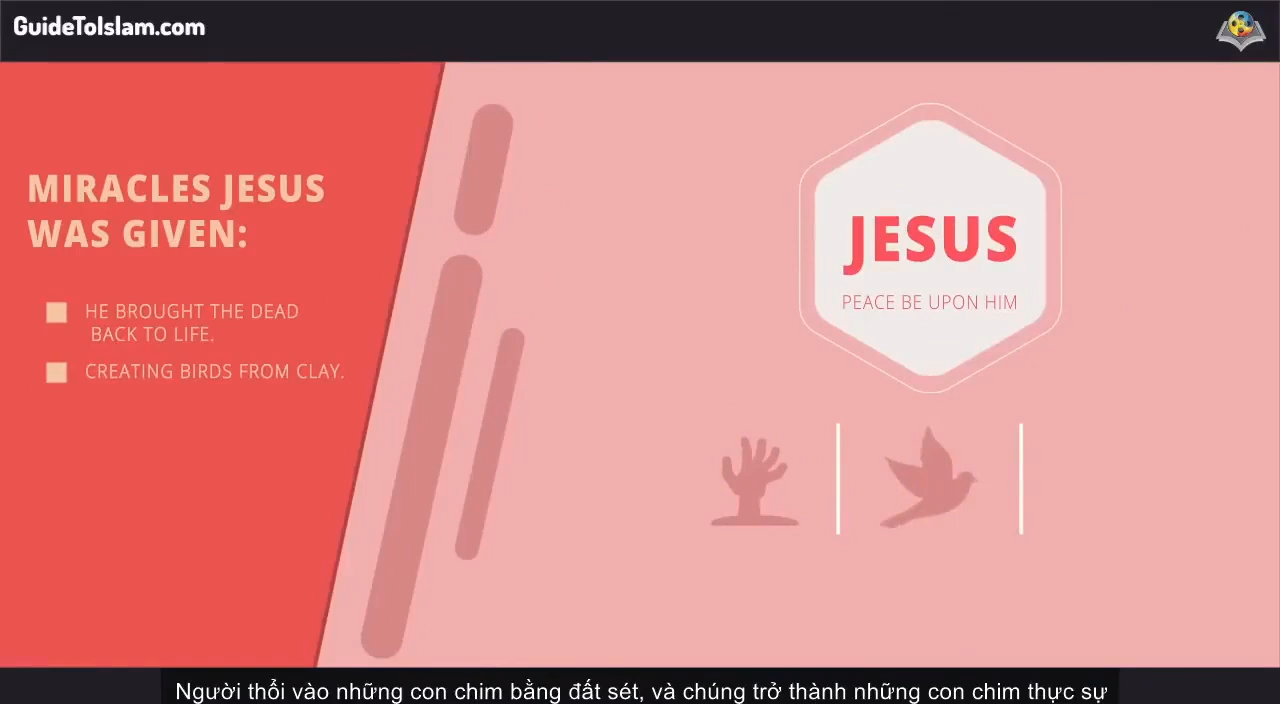 GuideToIslam.com
MIRACLES JESUS
WAS GIVEN:
HE BROUGHT THE DEAD
BACK TO LIFE.
CREATING BIRDS FROM CLAY.
JESUS
PEACE BE UPON HIM
Người thổi vào những con chim bằng đất sét, và chúng trở thành những con chim thực sự